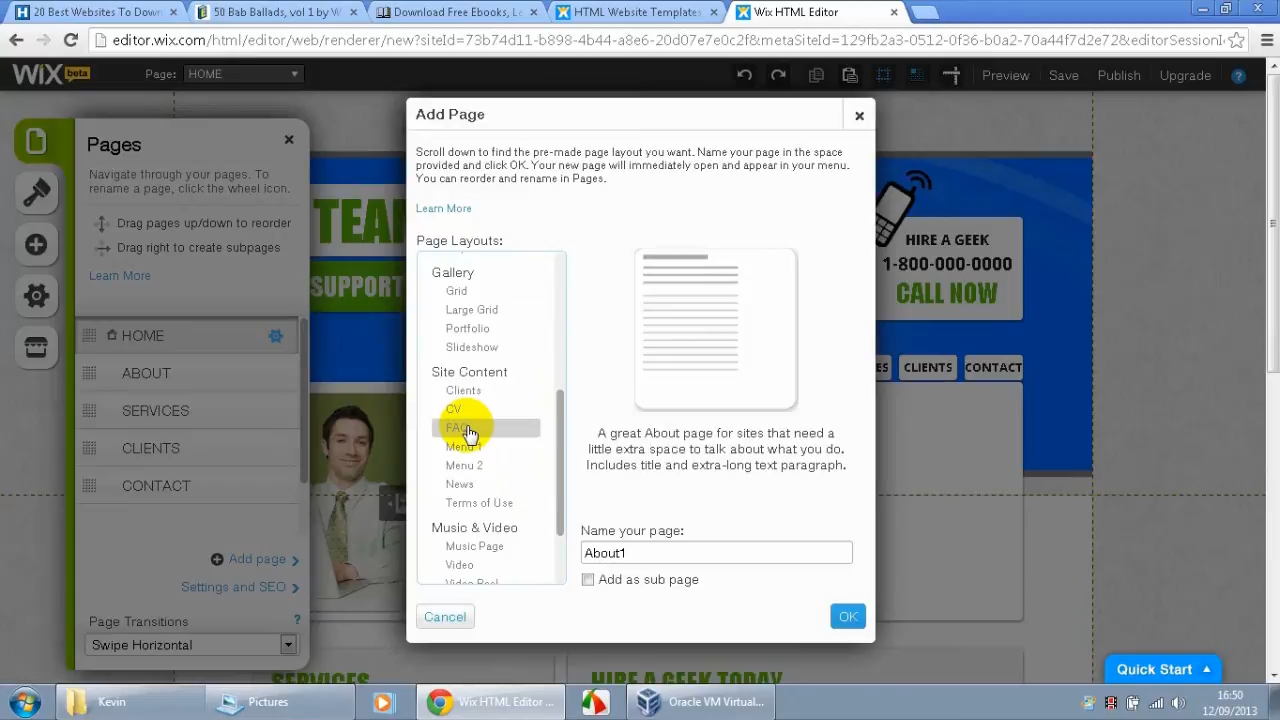 20 Best Websites To Down
50 Bab Ballads, vol 1 by W
Download Free Ebooks, Le
HTML Website Templates
Wix HTML Editor
editor.wix.com/html/editor/web/renderer/new?siteId=73b74d11-b898-4b44-a8e6-20d07e7e0c2f&metaSiteId=129fb2a3-0512-0f36-b0a2-70a44f7d2e72&editorSessionI
WiX beta
Page: HOME
Preview
Save
Publish
Upgrade
?
Pages
Navigate through your pages. To
rename a page, click the wheel icon.
Drag pages up/down to reorder
Drag right to create subpages
Learn More
HOME
ABOUT
SERVICES
CLIENTS
CONTACT
Add page
Settings and SEO
Page Transitions
?
Swipe Horizontal
TEAM
SUPPORT
Add Page
Scroll down to find the pre-made page layout you want. Name your page in the space
provided and click OK. Your new page will immediately open and appear in your menu.
You can reorder and rename in Pages.
Learn More
Page Layouts:
Gallery
Grid
Large Grid
Portfolio
Slideshow
Site Content
Clients
CV
FAQ
Menu 1
Menu 2
News
Terms of Use
Music & Video
Music Page
Video
Video Reel
A great About page for sites that need a
little extra space to talk about what you do.
Includes title and extra-long text paragraph.
Name your page:
About1
Add as sub page
Cancel
OK
HIRE A GEEK
1-800-000-0000
CALL NOW
ES
CLIENTS
CONTACT
SERVICES
HIRE A GEEK TODAY
Quick Start
Kevin
Pictures
Wix HTML Editor ...
Oracle VM Virtual...
16:50
12/09/2013